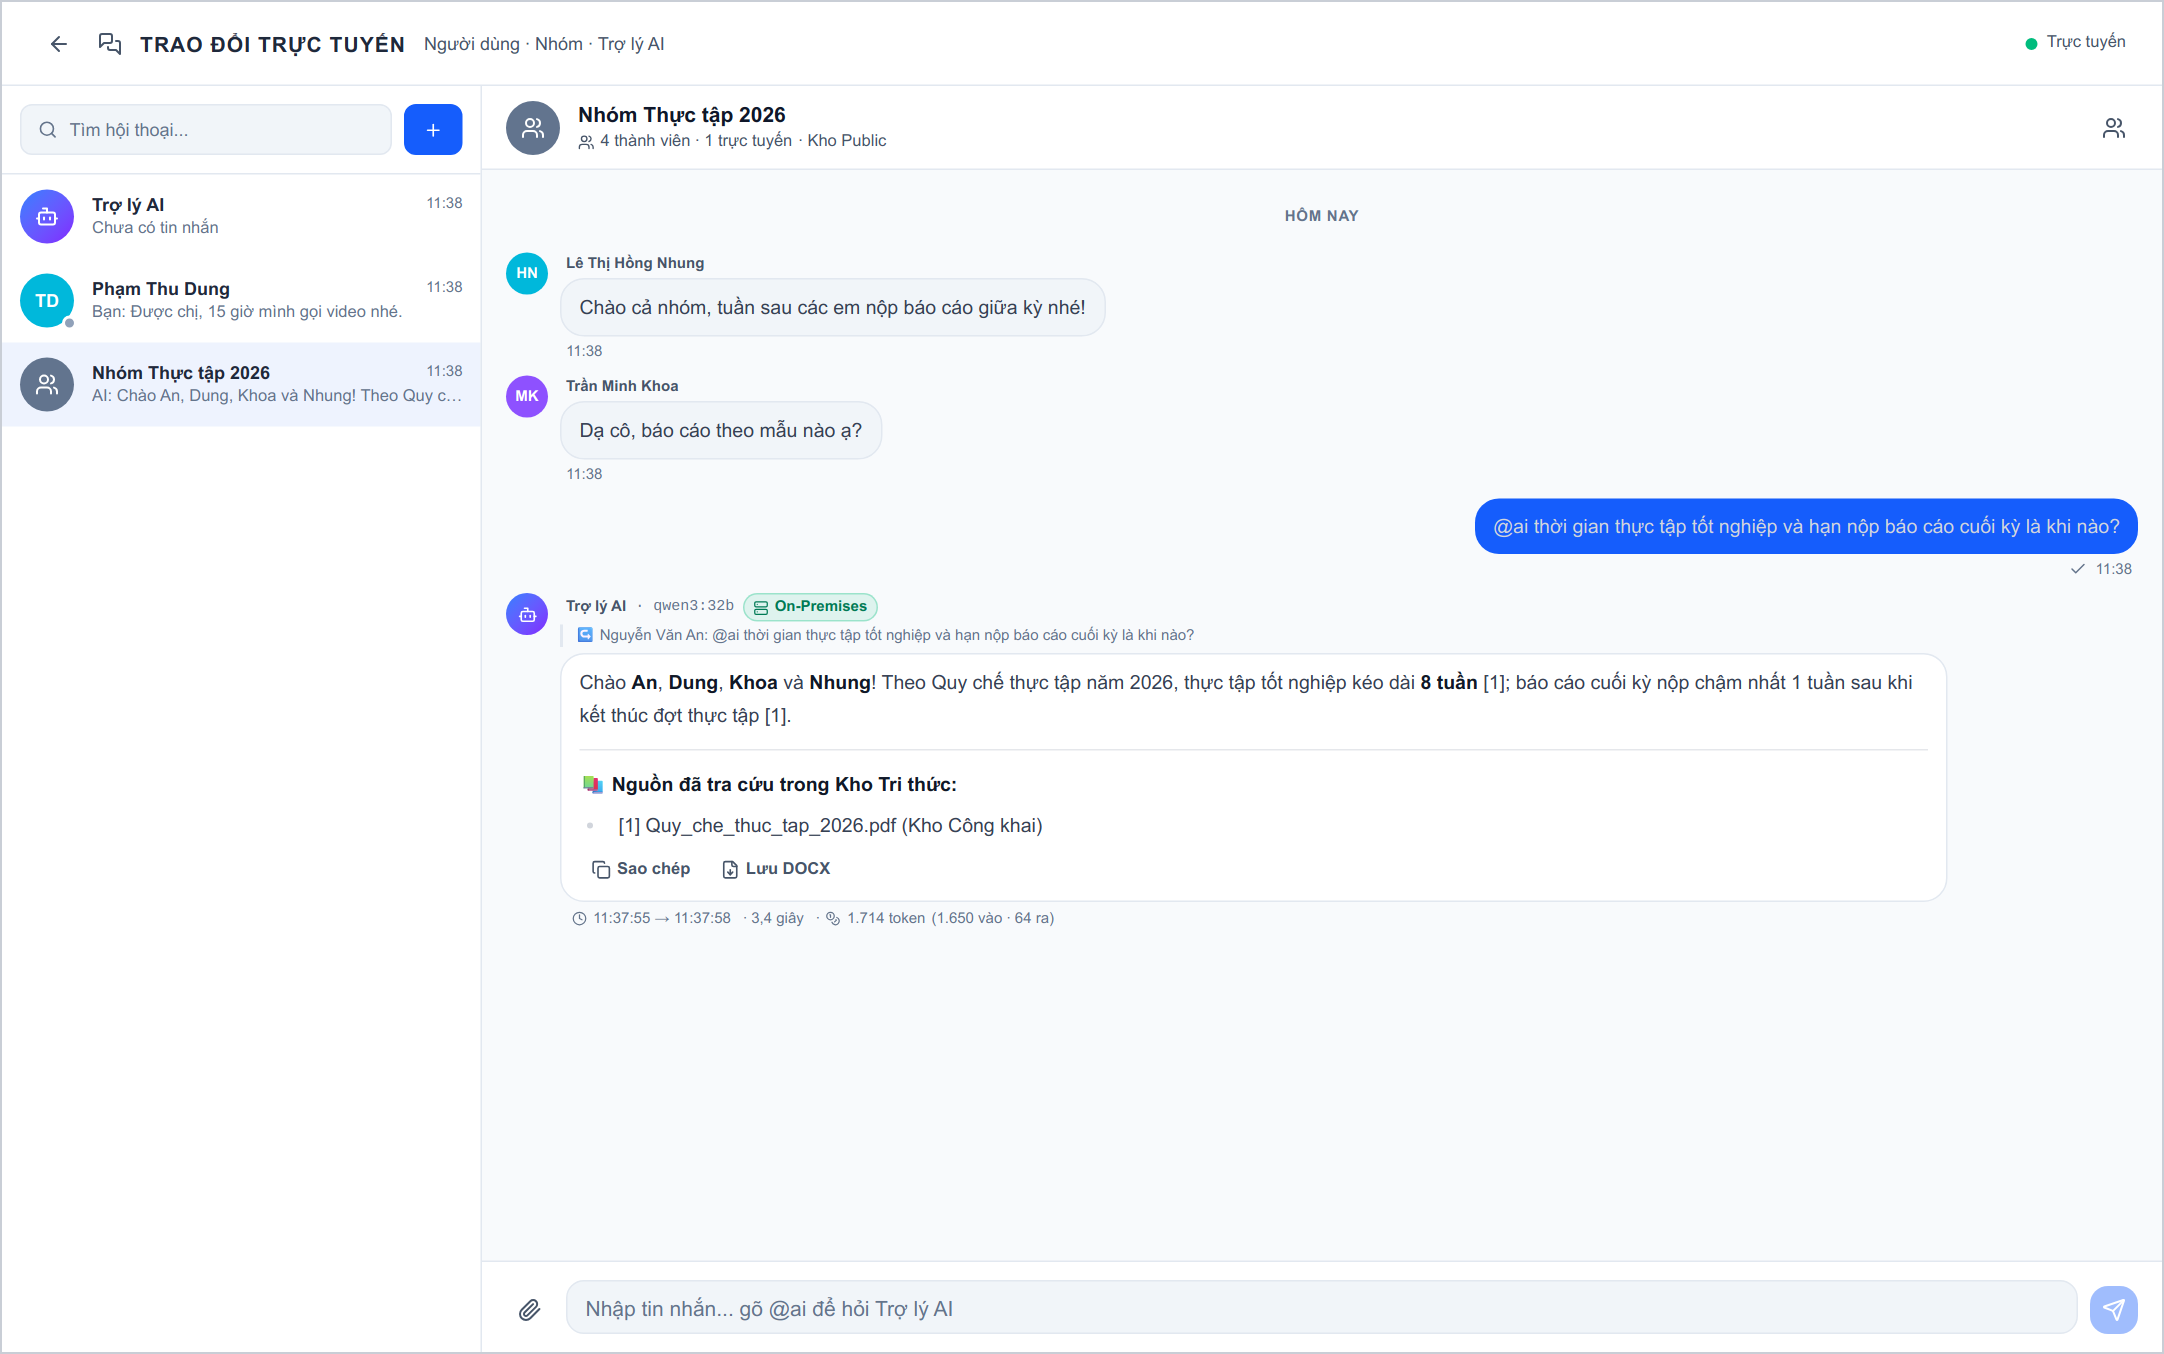 TRAO ĐỔI TRỰC TUYẾN Người dùng · Nhóm · Trợ lý AI
Trực tuyến
Tìm hội thoại...
+
Trợ lý AI 11:38
Chưa có tin nhắn
TD
Phạm Thu Dung 11:38
Bạn: Được chị, 15 giờ mình gọi video nhé.
Nhóm Thực tập 2026 11:38
AI: Chào An, Dung, Khoa và Nhung! Theo Quy c...
Nhóm Thực tập 2026
4 thành viên · 1 trực tuyến · Kho Public
HÔM NAY
HN
Lê Thị Hồng Nhung
Chào cả nhóm, tuần sau các em nộp báo cáo giữa kỳ nhé!
11:38
MK
Trần Minh Khoa
Dạ cô, báo cáo theo mẫu nào ạ?
11:38
@ai thời gian thực tập tốt nghiệp và hạn nộp báo cáo cuối kỳ là khi nào?
11:38
Trợ lý AI · qwen3:32b On-Premises
Nguyễn Văn An: @ai thời gian thực tập tốt nghiệp và hạn nộp báo cáo cuối kỳ là khi nào?
Chào An, Dung, Khoa và Nhung! Theo Quy chế thực tập năm 2026, thực tập tốt nghiệp kéo dài 8 tuần [1]; báo cáo cuối kỳ nộp chậm nhất 1 tuần sau khi
kết thúc đợt thực tập [1].
Nguồn đã tra cứu trong Kho Tri thức:
[1] Quy_che_thuc_tap_2026.pdf (Kho Công khai)
Sao chép Lưu DOCX
11:37:55 → 11:37:58 · 3,4 giây · 1.714 token (1.650 vào · 64 ra)
Nhập tin nhắn... gõ @ai để hỏi Trợ lý AI